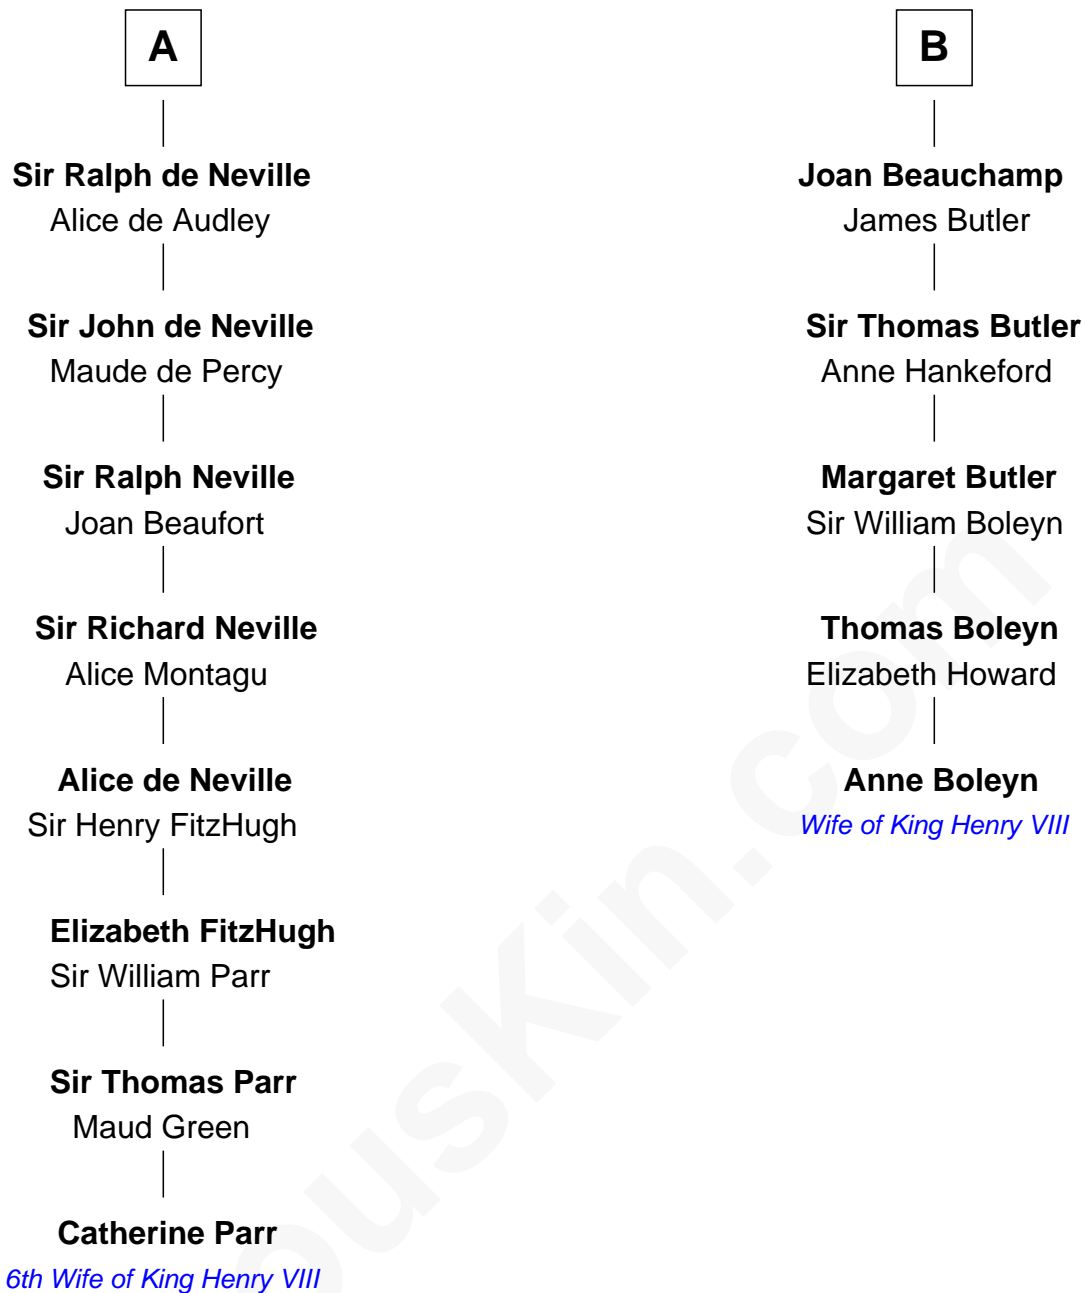 A
Sir Ralph de Neville
Alice de Audley
Sir John de Neville
Maude de Percy
Sir Ralph Neville
Joan Beaufort
Sir Richard Neville
Alice Montagu
Alice de Neville
Sir Henry FitzHugh
Elizabeth FitzHugh
Sir William Parr
Sir Thomas Parr
Maud Green
Catherine Parr
6th Wife of King Henry VIII
B
Joan Beauchamp
James Butler
Sir Thomas Butler
Anne Hankeford
Margaret Butler
Sir William Boleyn
Thomas Boleyn
Elizabeth Howard
Anne Boleyn
Wife of King Henry VIII
ousKin.com